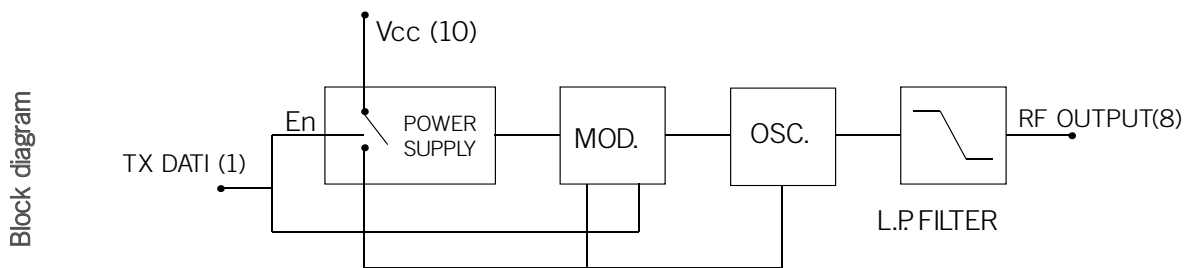 Block diagram
Vcc (10)
En
POWER
SUPPLY
MOD.
OSC.
RF OUTPUT(8)
TX DATI (1)
L.P. FILTER